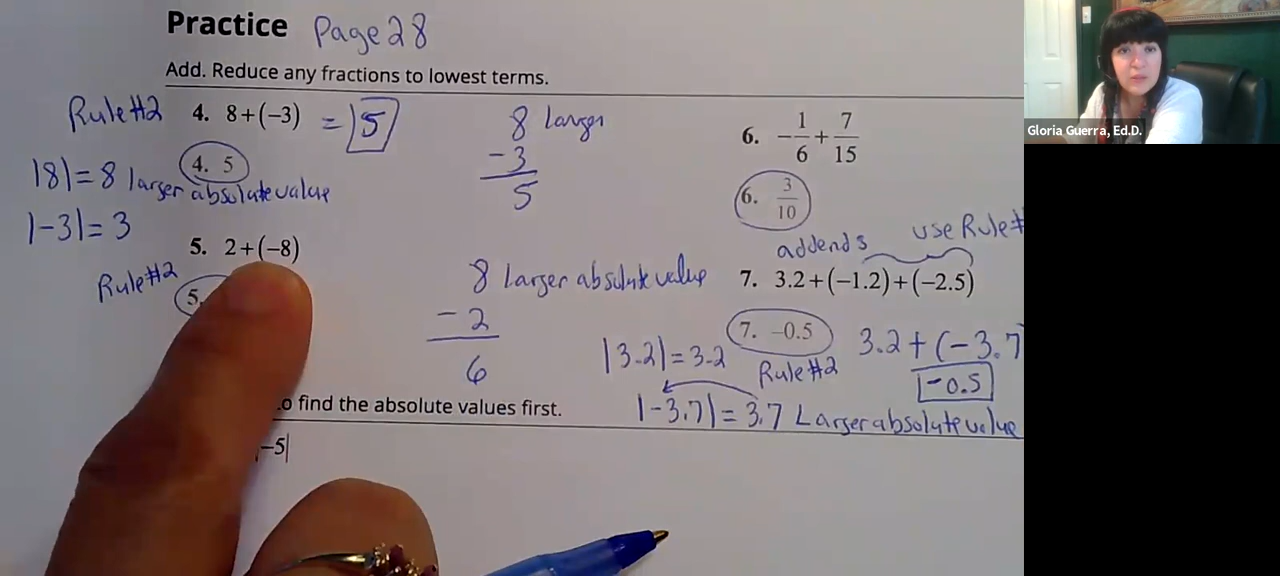 Practice Page 28
Add. Reduce any fractions to lowest terms.
Rule #2 4. 8+(−3) = 5
4. 5
|8| = 8 larger absolute value
|-3| = 3
8 larger
- 3
5
5. 2+(−8)
Rule #2
5.
8 larger absolute value
- 2
6
o find the absolute values first.
−5|
6. −1/6 + 7/15
6. 3/10
addends use Rule #
7. 3.2+(−1.2)+(−2.5)
7. −0.5
3.2 + (-3.7)
|3.2| = 3.2 Rule #2
-0.5
|-3.7| = 3.7 Larger absolute value
Gloria Guerra, Ed.D.